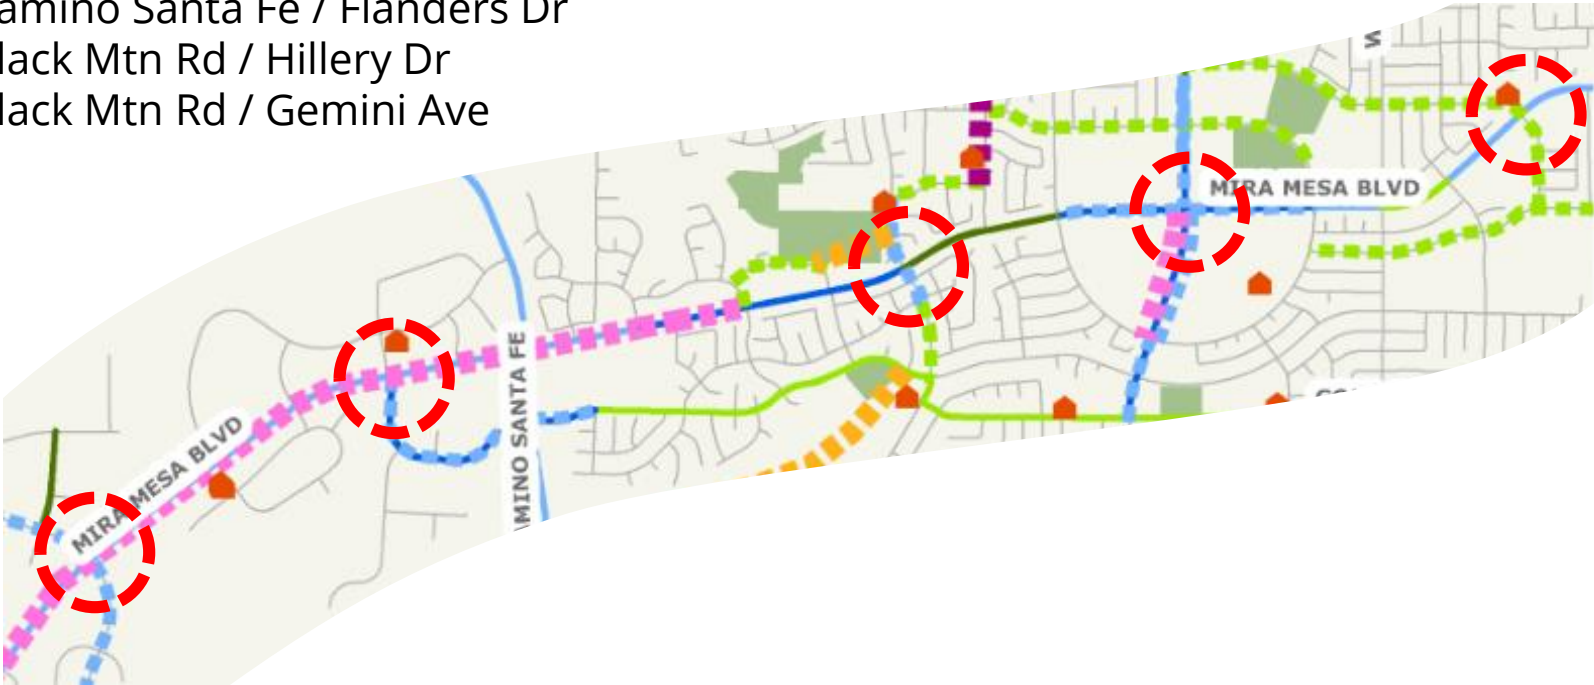 amino Santa Fe / Flanders Dr
lack Mtn Rd / Hillery Dr
lack Mtn Rd / Gemini Ave
MIRA MESA BLVD
MIRA MESA BLVD
AMINO SANTA FE